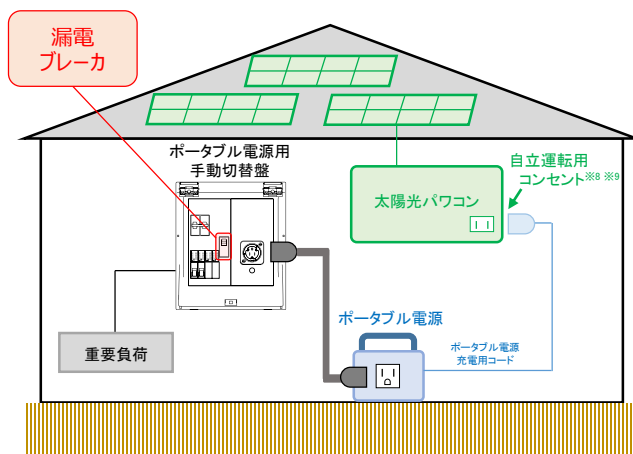 漏電
ブレーカ
ポータブル電源用
手動切替盤
自立運転用
コンセント※8 ※9
太陽光パワコン
ポータブル電源
ポータブル電源
充電用コード
重要負荷